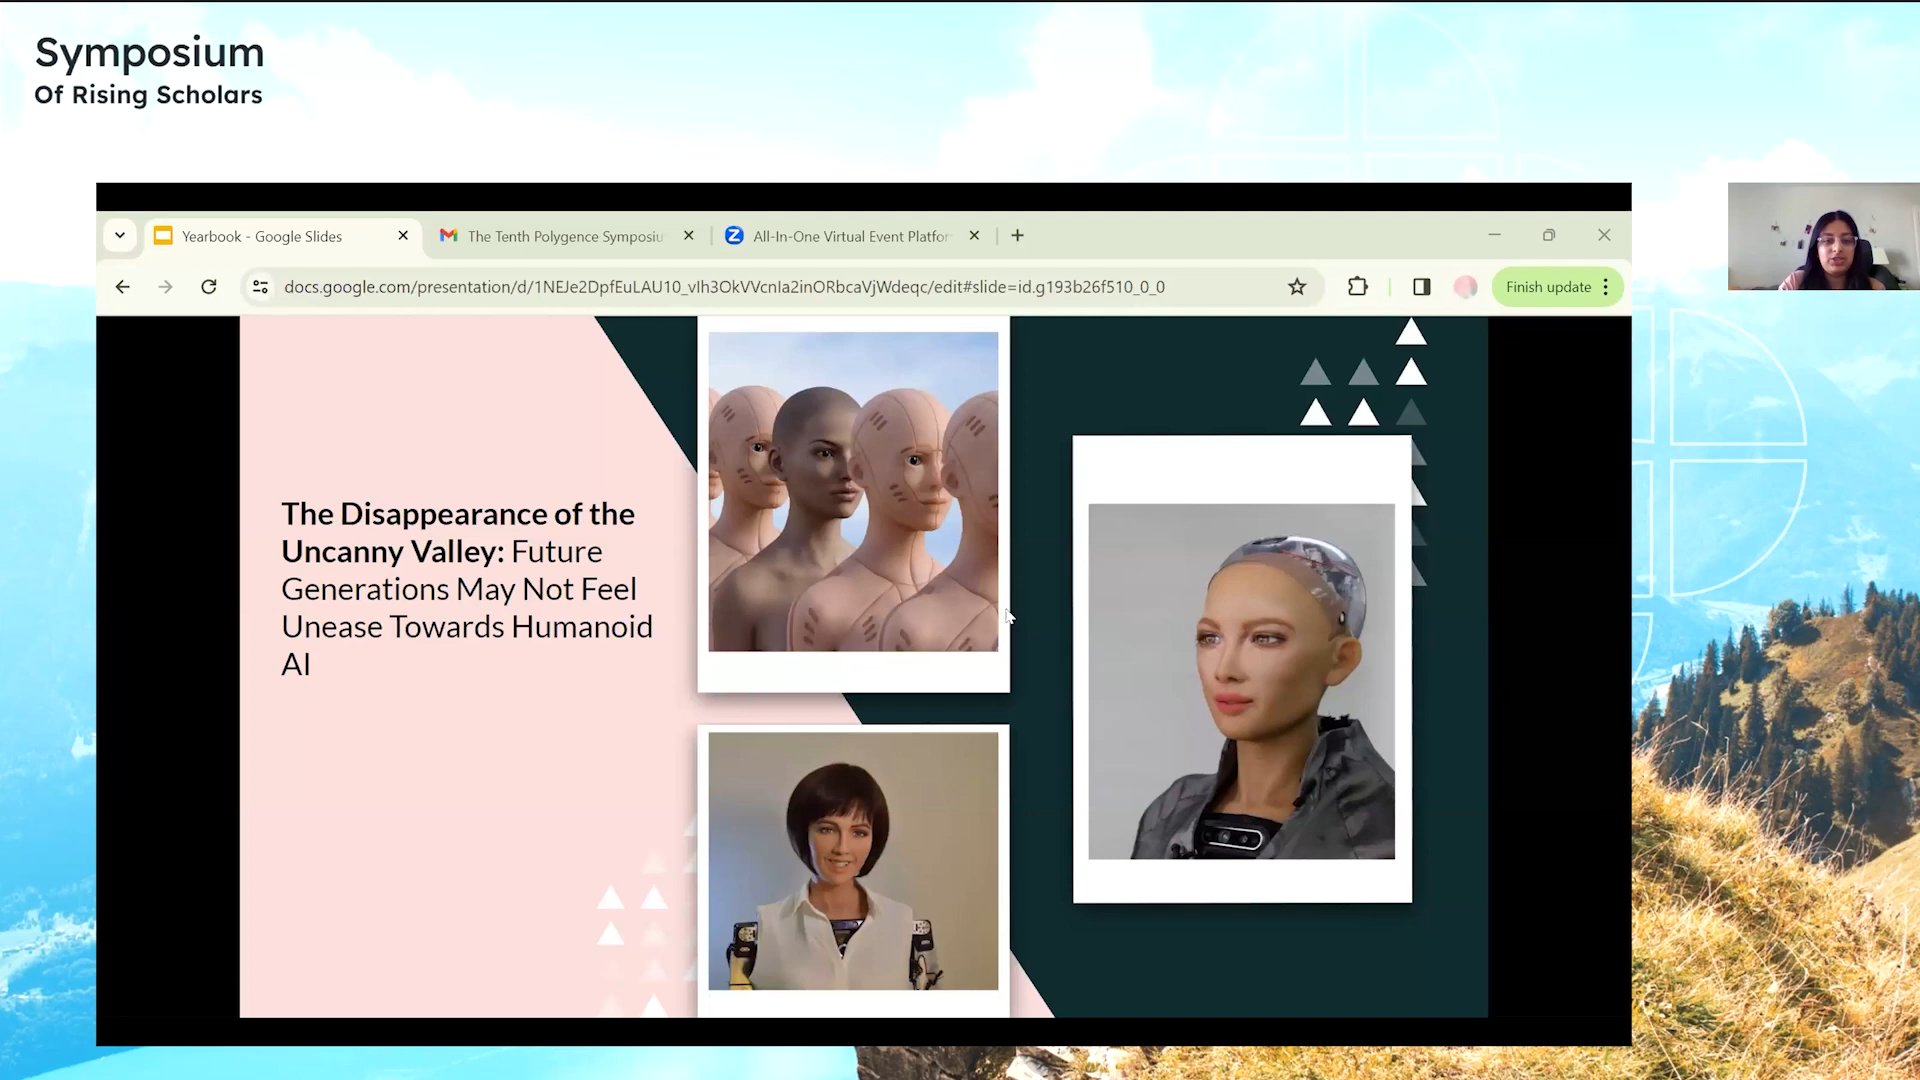 Symposium
Of Rising Scholars
Yearbook - Google Slides
The Tenth Polygence Symposiu
All-In-One Virtual Event Platfor
docs.google.com/presentation/d/1NEJe2DpfEuLAU10_vIh3OkVVcnIa2inORbcaVjWdeqc/edit#slide=id.g193b26f510_0_0
Finish update
The Disappearance of the
Uncanny Valley: Future
Generations May Not Feel
Unease Towards Humanoid
AI